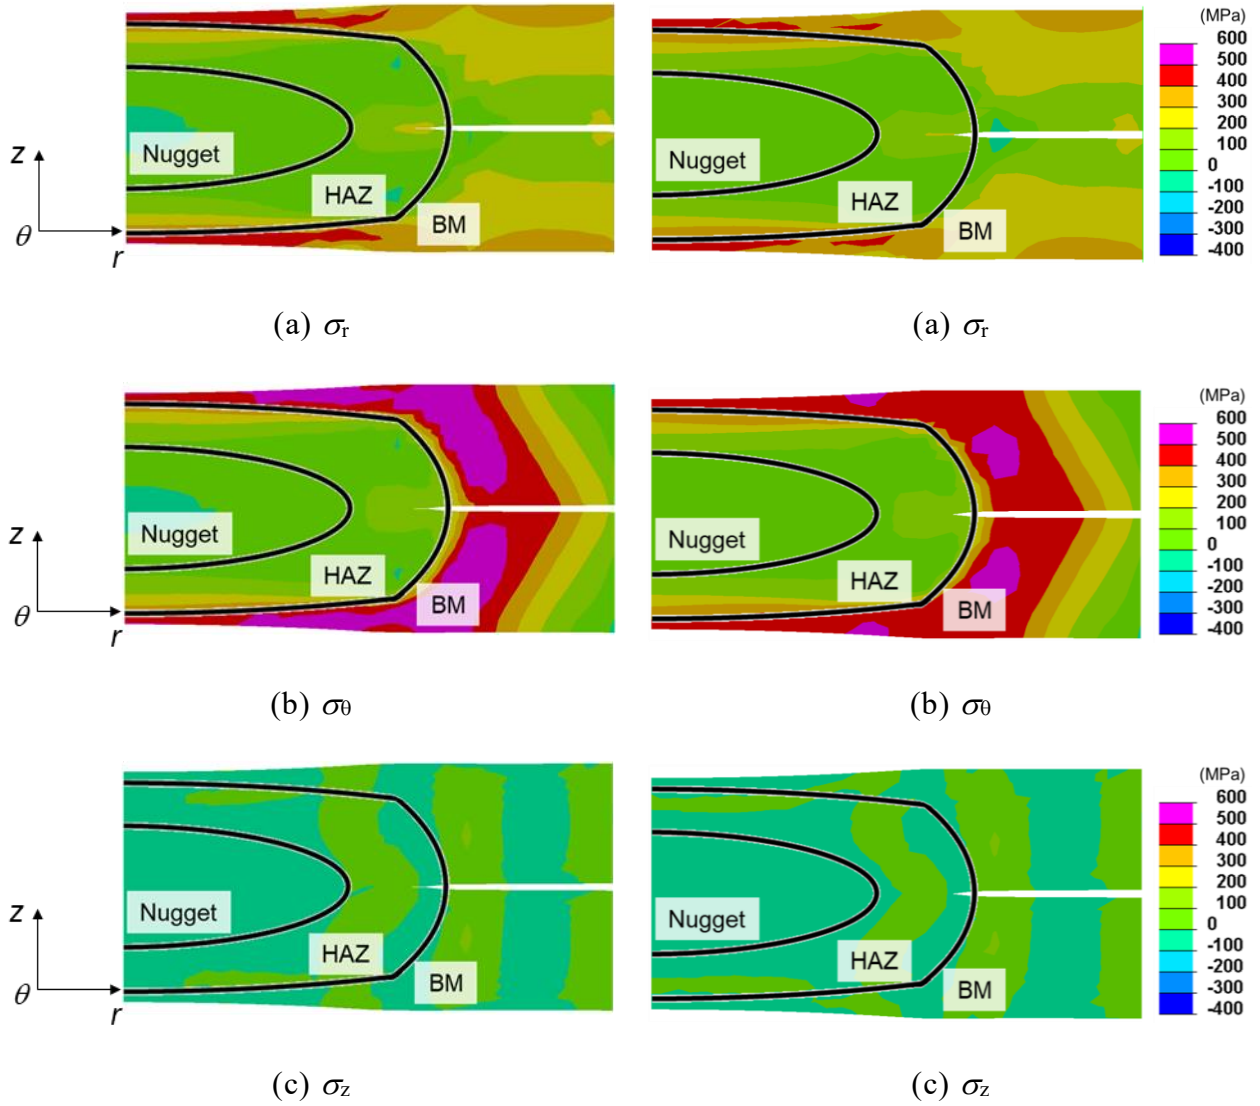 (MPa)
600
500
400
300
200
100
0
-100
-200
-300
-400
Nugget
HAZ
BM
z
θ
r
Nugget
HAZ
BM
(a) σr
(a) σr
(MPa)
600
500
400
300
200
100
0
-100
-200
-300
-400
Nugget
HAZ
BM
z
θ
r
Nugget
HAZ
BM
(b) σθ
(b) σθ
(MPa)
600
500
400
300
200
100
0
-100
-200
-300
-400
Nugget
HAZ
BM
z
θ
r
Nugget
HAZ
BM
(c) σz
(c) σz